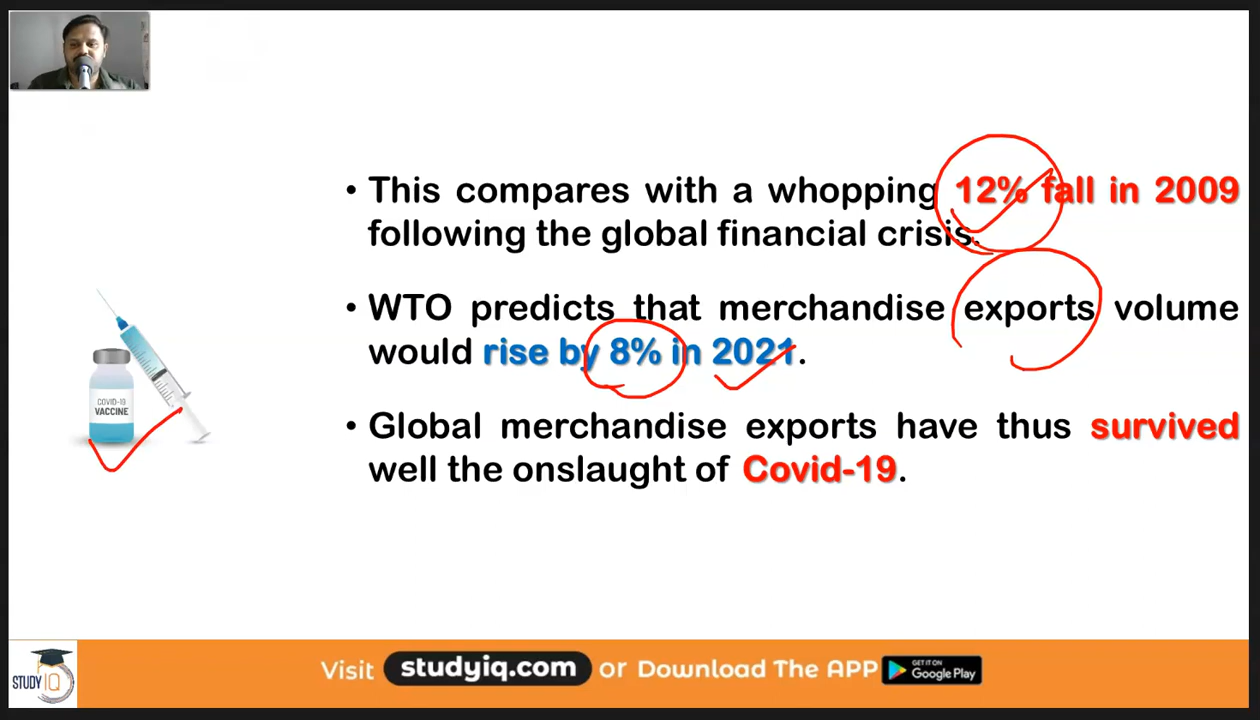 • This compares with a whopping 12% fall in 2009
following the global financial crisis.
• WTO predicts that merchandise exports volume
would rise by 8% in 2021.
COVID-19
VACCINE
• Global merchandise exports have thus survived
well the onslaught of Covid-19.
STUDY IQ
Visit studyiq.com or Download The APP GET IT ON Google Play